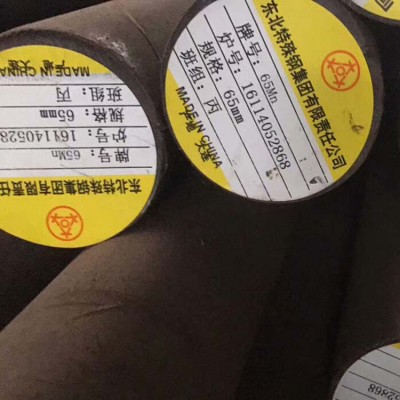 东北特殊钢集团有限责任公司
牌号: 65Mn
炉号: 16114052868
规格: 65mm
班组: 丙
MADE IN CHINA
东北特殊钢集团有限责任
牌号: 65Mn
炉号: 161140528
规格: 65mm
班组: 丙
MADE IN CHINA
52868